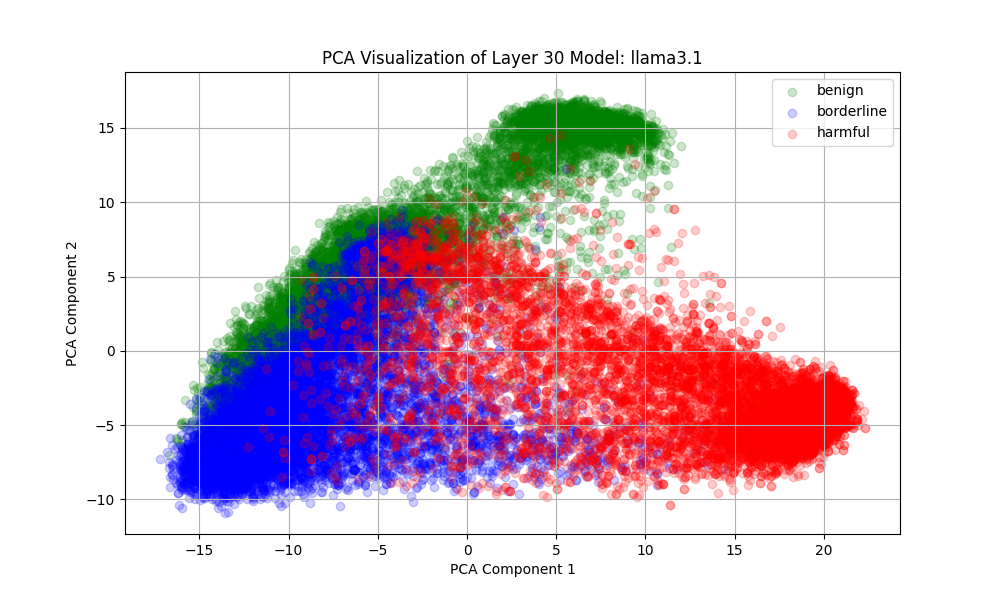 PCA Visualization of Layer 30 Model: llama3.1
benign
borderline
harmful
15
10
5
0
−5
−10
PCA Component 2
−15
−10
−5
0
5
10
15
20
PCA Component 1